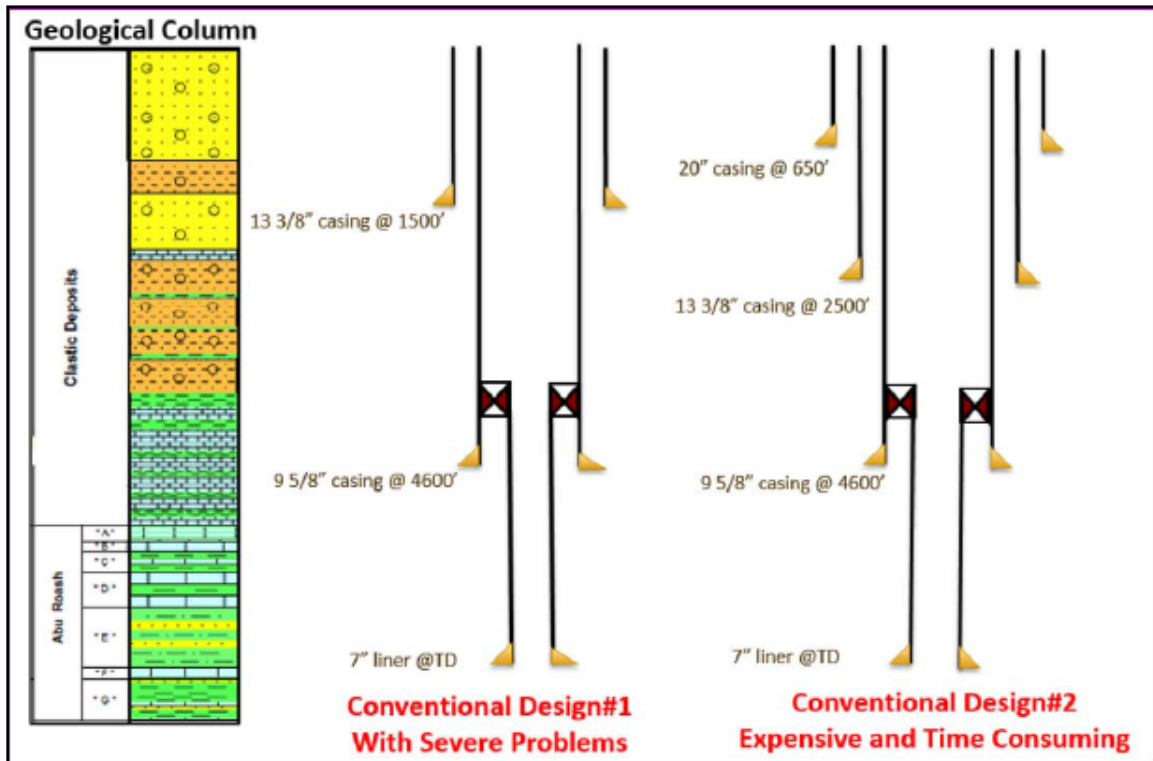 Geological Column
Clastic Deposits
Abu Roash
"A"
"B"
"C"
"D"
"E"
"F"
"G"
13 3/8" casing @ 1500'
9 5/8" casing @ 4600'
7" liner @TD
Conventional Design#1
With Severe Problems
20" casing @ 650'
13 3/8" casing @ 2500'
9 5/8" casing @ 4600'
7" liner @TD
Conventional Design#2
Expensive and Time Consuming